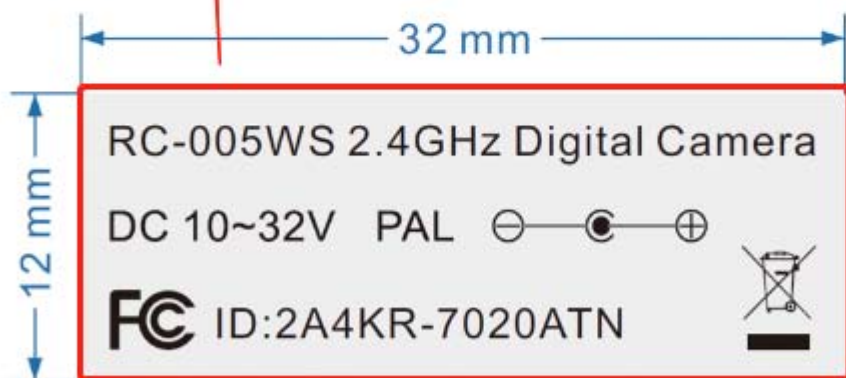 32 mm
12 mm
RC-005WS 2.4GHz Digital Camera
DC 10~32V PAL
FC ID:2A4KR-7020ATN